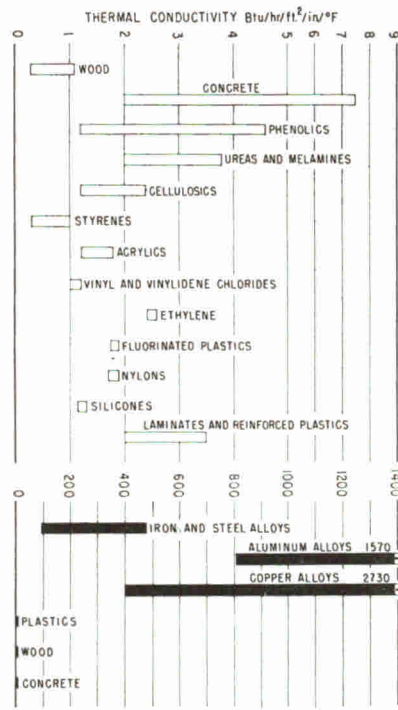 THERMAL CONDUCTIVITY Btu/hr/ft.²/in/°F
0 1 2 3 4 5 6 7 8 9
WOOD
CONCRETE
PHENOLICS
UREAS AND MELAMINES
CELLULOSICS
STYRENES
ACRYLICS
VINYL AND VINYLIDENE CHLORIDES
ETHYLENE
FLUORINATED PLASTICS
NYLONS
SILICONES
LAMINATES AND REINFORCED PLASTICS
0 200 400 600 800 1000 1200 1400
IRON AND STEEL ALLOYS
ALUMINUM ALLOYS 1570
COPPER ALLOYS 2730
PLASTICS
WOOD
CONCRETE